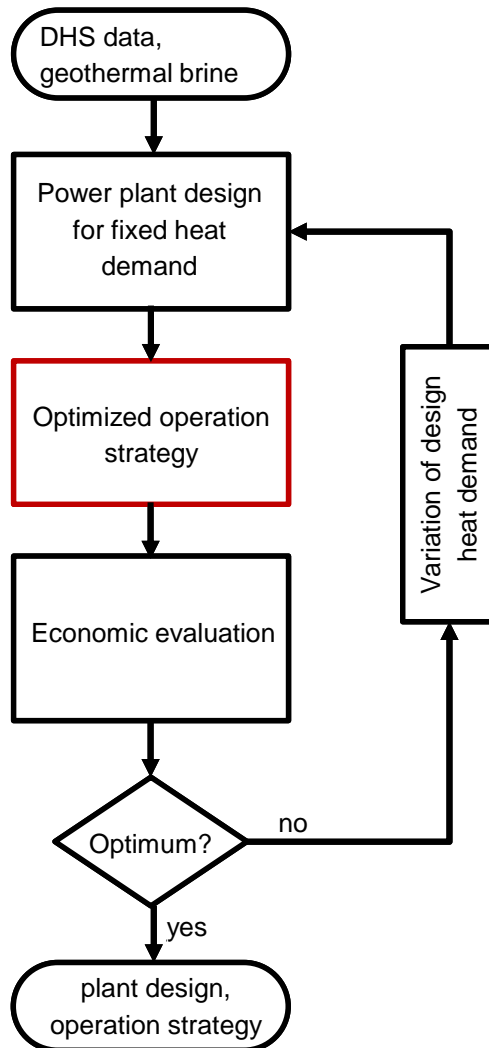 DHS data,
geothermal brine
Power plant design
for fixed heat
demand
Optimized operation
strategy
Variation of design
heat demand
Economic evaluation
Optimum?
no
yes
plant design,
operation strategy